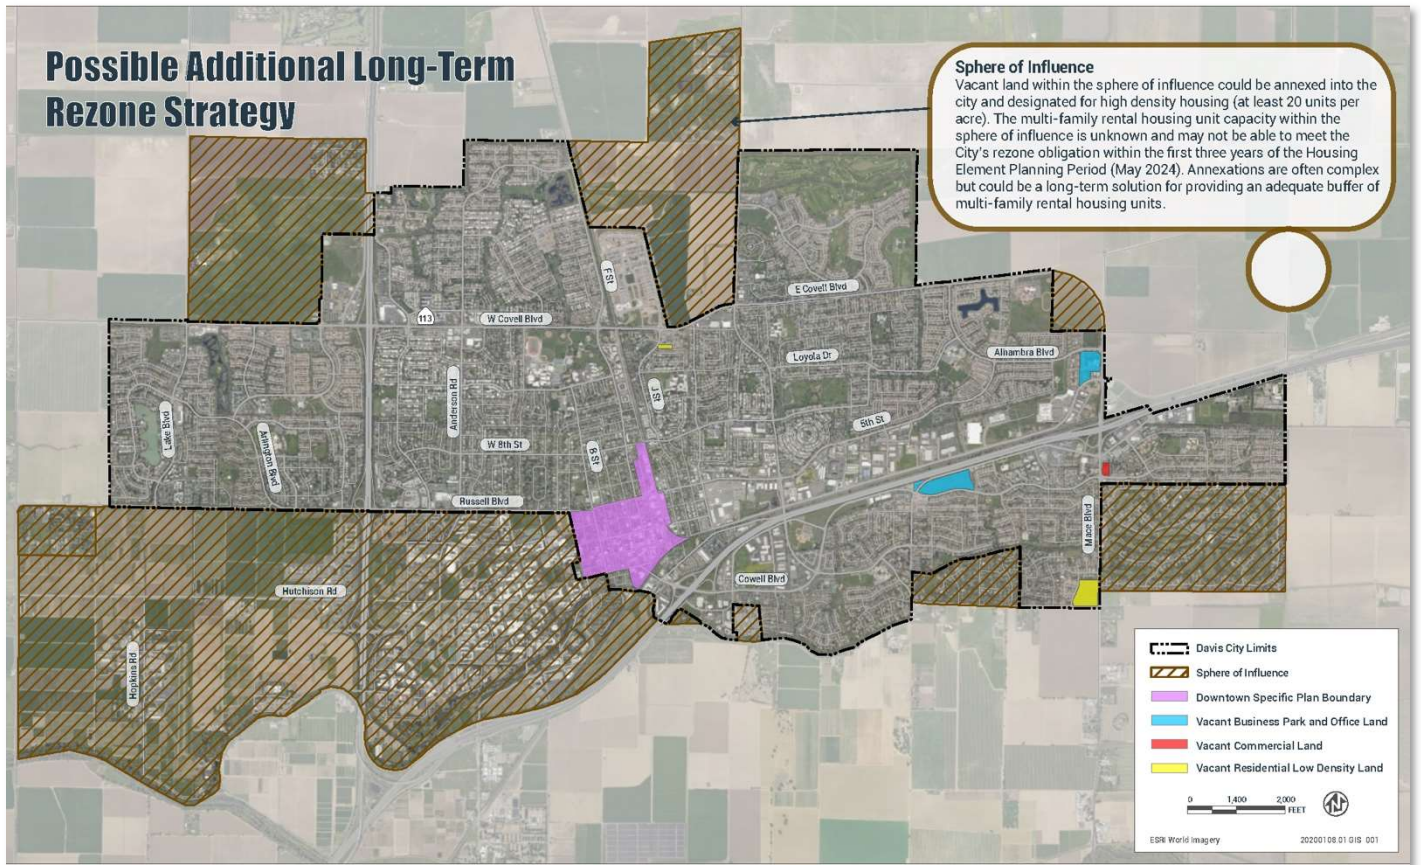 Possible Additional Long-Term
Rezone Strategy
Sphere of Influence
Vacant land within the sphere of influence could be annexed into the
city and designated for high density housing (at least 20 units per
acre). The multi-family rental housing unit capacity within the
sphere of influence is unknown and may not be able to meet the
City's rezone obligation within the first three years of the Housing
Element Planning Period (May 2024). Annexations are often complex
but could be a long-term solution for providing an adequate buffer of
multi-family rental housing units.
F St
E Covell Blvd
113
W Covell Blvd
Loyola Dr
Alhambra Blvd
Anderson Rd
J St
Lake Blvd
Arlington Blvd
W 8th St
B St
5th St
Russell Blvd
Mace Blvd
Cowell Blvd
Hutchison Rd
Hopkins Rd
Davis City Limits
Sphere of Influence
Downtown Specific Plan Boundary
Vacant Business Park and Office Land
Vacant Commercial Land
Vacant Residential Low Density Land
0 1,400 2,000
FEET
N
ESRI World Imagery 20200108.01 GIS 001